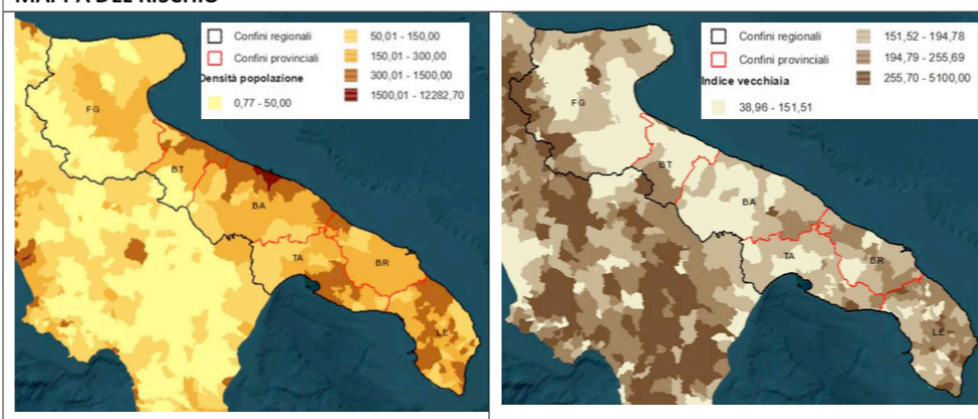 MAPPA DEL RISCHIO
Confini regionali
Confini provinciali
Densità popolazione
0,77 - 50,00
50,01 - 150,00
150,01 - 300,00
300,01 - 1500,00
1500,01 - 12282,70
FG
BT
BA
TA
BR
LE
Confini regionali
Confini provinciali
Indice vecchiaia
38,96 - 151,51
151,52 - 194,78
194,79 - 255,69
255,70 - 5100,00
FG
BT
BA
TA
BR
LE